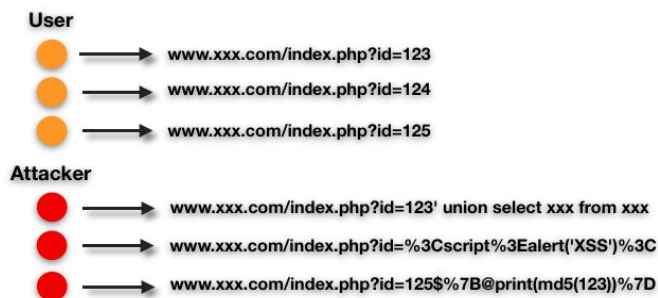 User
www.xxx.com/index.php?id=123
www.xxx.com/index.php?id=124
www.xxx.com/index.php?id=125
Attacker
www.xxx.com/index.php?id=123' union select xxx from xxx
www.xxx.com/index.php?id=%3Cscript%3Ealert('XSS')%3C
www.xxx.com/index.php?id=125$%7B@print(md5(123))%7D